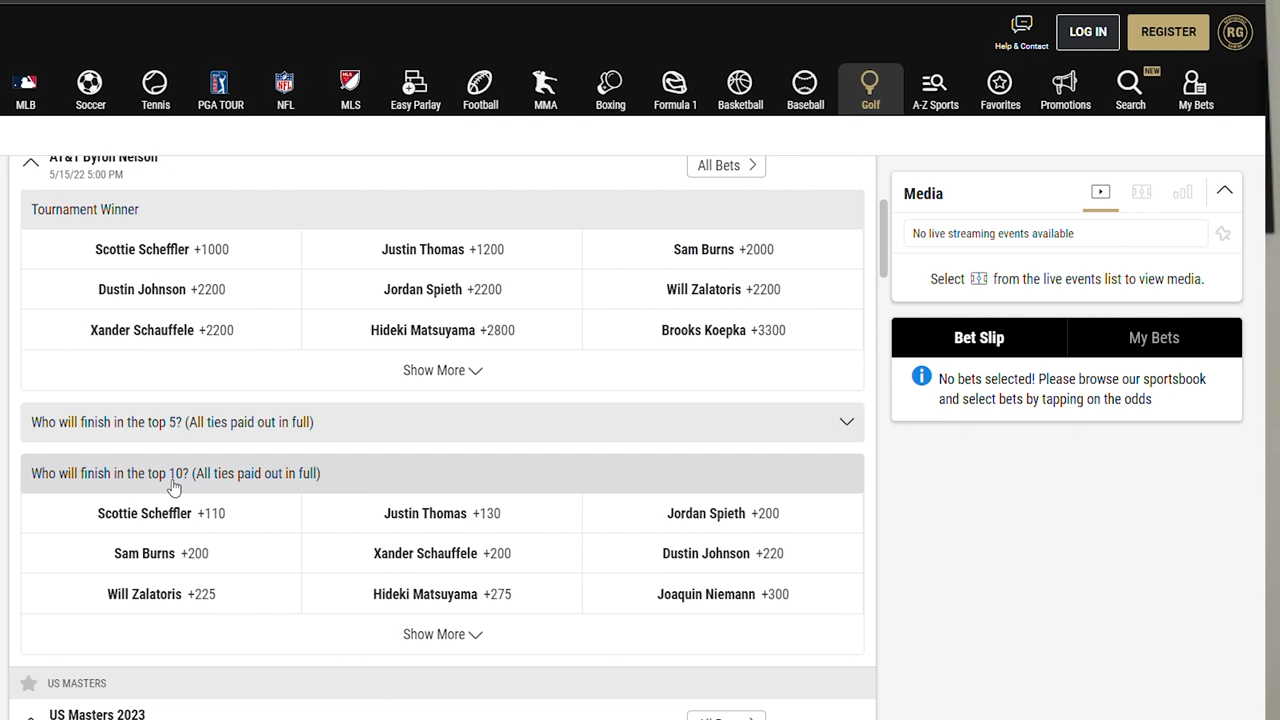 Help & Contact
LOG IN
REGISTER
RG
MLB
Soccer
Tennis
PGA TOUR
NFL
MLS
Easy Parlay
Football
MMA
Boxing
Formula 1
Basketball
Baseball
Golf
A-Z Sports
Favorites
Promotions
NEW
Search
My Bets
AT&T Byron Nelson
5/15/22 5:00 PM
All Bets
Tournament Winner
Scottie Scheffler +1000
Justin Thomas +1200
Sam Burns +2000
Dustin Johnson +2200
Jordan Spieth +2200
Will Zalatoris +2200
Xander Schauffele +2200
Hideki Matsuyama +2800
Brooks Koepka +3300
Show More
Who will finish in the top 5? (All ties paid out in full)
Who will finish in the top 10? (All ties paid out in full)
Scottie Scheffler +110
Justin Thomas +130
Jordan Spieth +200
Sam Burns +200
Xander Schauffele +200
Dustin Johnson +220
Will Zalatoris +225
Hideki Matsuyama +275
Joaquin Niemann +300
Show More
US MASTERS
US Masters 2023
Media
No live streaming events available
Select from the live events list to view media.
Bet Slip
My Bets
No bets selected! Please browse our sportsbook
and select bets by tapping on the odds